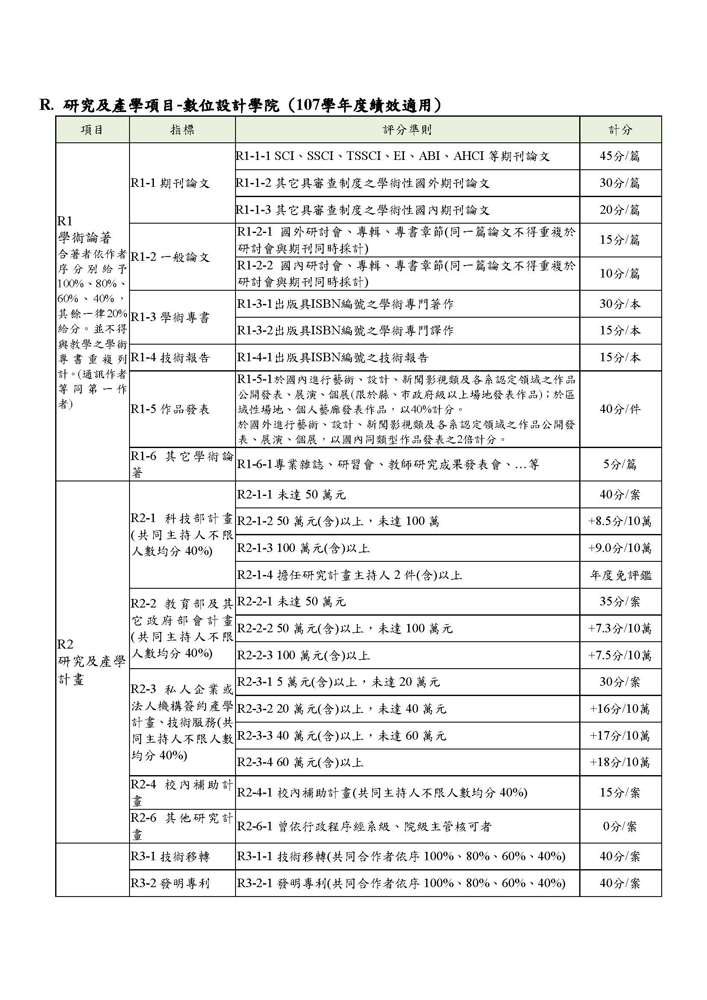 R. 研究及產學項目-數位設計學院（107學年度績效適用）
項目
指標
評分準則
計分
R1
學術論著
合著者依作者
序分別給予
100%、80%、
60%、40%，
其餘一律20%
給分。並不得
與教學之學術
專書重複列
計。(通訊作者
等同第一作
者)
R1-1 期刊論文
R1-1-1 SCI、SSCI、TSSCI、EI、ABI、AHCI 等期刊論文
45分/篇
R1-1-2 其它具審查制度之學術性國外期刊論文
30分/篇
R1-1-3 其它具審查制度之學術性國內期刊論文
20分/篇
R1-2 一般論文
R1-2-1 國外研討會、專輯、專書章節(同一篇論文不得重複於
研討會與期刊同時採計)
15分/篇
R1-2-2 國內研討會、專輯、專書章節(同一篇論文不得重複於
研討會與期刊同時採計)
10分/篇
R1-3 學術專書
R1-3-1出版具ISBN編號之學術專門著作
30分/本
R1-3-2出版具ISBN編號之學術專門譯作
15分/本
R1-4 技術報告
R1-4-1出版具ISBN編號之技術報告
15分/本
R1-5 作品發表
R1-5-1於國內進行藝術、設計、新聞影視類及各系認定領域之作品
公開發表、展演、個展(限於縣、市政府級以上場地發表作品)；於區
域性場地、個人藝廊發表作品，以40%計分。
於國外進行藝術、設計、新聞影視類及各系認定領域之作品公開發
表、展演、個展，以國內同類型作品發表之2倍計分。
40分/件
R1-6 其它學術論
著
R1-6-1專業雜誌、研習會、教師研究成果發表會、…等
5分/篇
R2
研究及產學
計畫
R2-1 科技部計畫
(共同主持人不限
人數均分 40%)
R2-1-1 未達 50 萬元
40分/案
R2-1-2 50 萬元(含)以上，未達 100 萬
+8.5分/10萬
R2-1-3 100 萬元(含)以上
+9.0分/10萬
R2-1-4 擔任研究計畫主持人 2 件(含)以上
年度免評鑑
R2-2 教育部及其
它政府部會計畫
(共同主持人不限
人數均分 40%)
R2-2-1 未達 50 萬元
35分/案
R2-2-2 50 萬元(含)以上，未達 100 萬元
+7.3分/10萬
R2-2-3 100 萬元(含)以上
+7.5分/10萬
R2-3 私人企業或
法人機構簽約產學
計畫、技術服務(共
同主持人不限人數
均分 40%)
R2-3-1 5 萬元(含)以上，未達 20 萬元
30分/案
R2-3-2 20 萬元(含)以上，未達 40 萬元
+16分/10萬
R2-3-3 40 萬元(含)以上，未達 60 萬元
+17分/10萬
R2-3-4 60 萬元(含)以上
+18分/10萬
R2-4 校內補助計
畫
R2-4-1 校內補助計畫(共同主持人不限人數均分 40%)
15分/案
R2-6 其他研究計
畫
R2-6-1 曾依行政程序經系級、院級主管核可者
0分/案
R3-1 技術移轉
R3-1-1 技術移轉(共同合作者依序 100%、80%、60%、40%)
40分/案
R3-2 發明專利
R3-2-1 發明專利(共同合作者依序 100%、80%、60%、40%)
40分/案